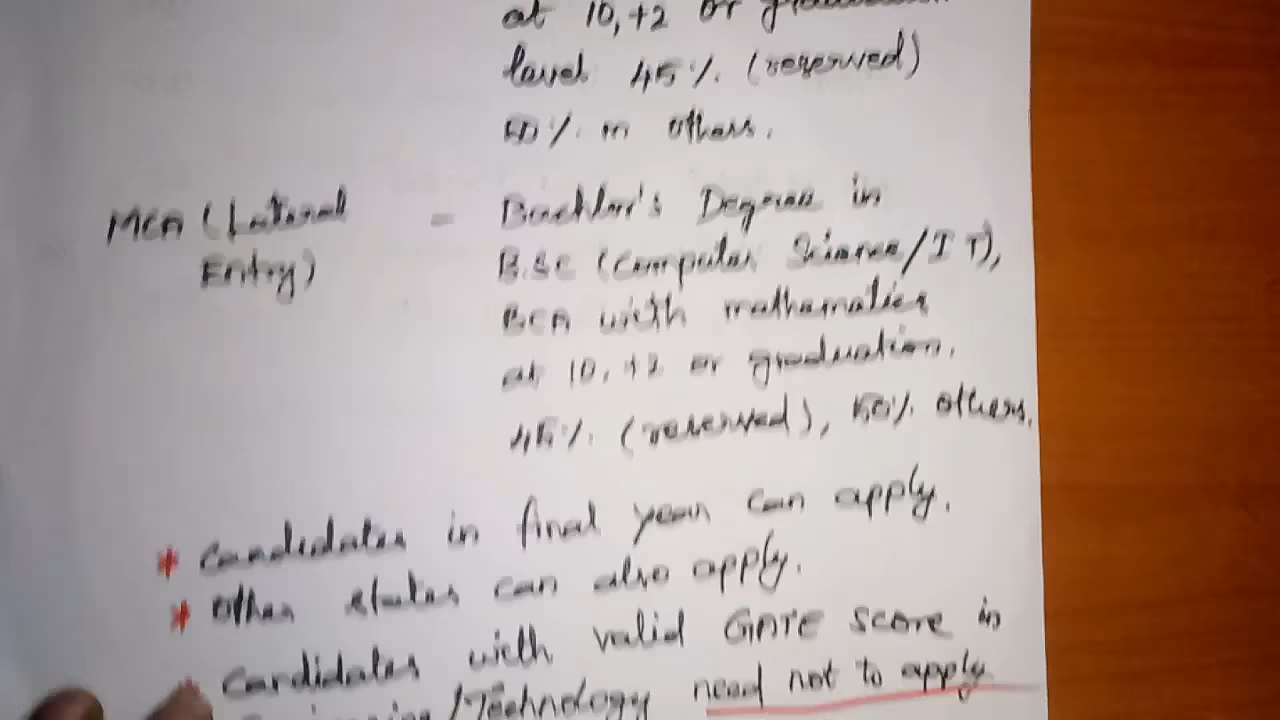 at 10, +2 or graduation
level 45% (reserved)
50% in others.
MCA (Lateral Entry) - Bachlor's Degree in
B.SC (Computer Science/IT),
BCA with mathematics
at 10, +2 or graduation.
45% (reserved), 50% others.
* candidates in final year can apply.
* other states can also apply.
* candidates with valid GATE score in
/Technology need not to apply